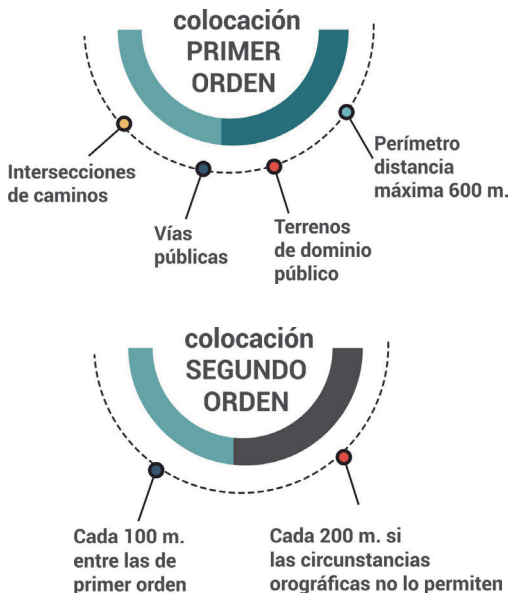 colocación
PRIMER
ORDEN
Intersecciones
de caminos
Vías
públicas
Terrenos
de dominio
público
Perímetro
distancia
máxima 600 m.
colocación
SEGUNDO
ORDEN
Cada 100 m.
entre las de
primer orden
Cada 200 m. si
las circunstancias
orográficas no lo permiten